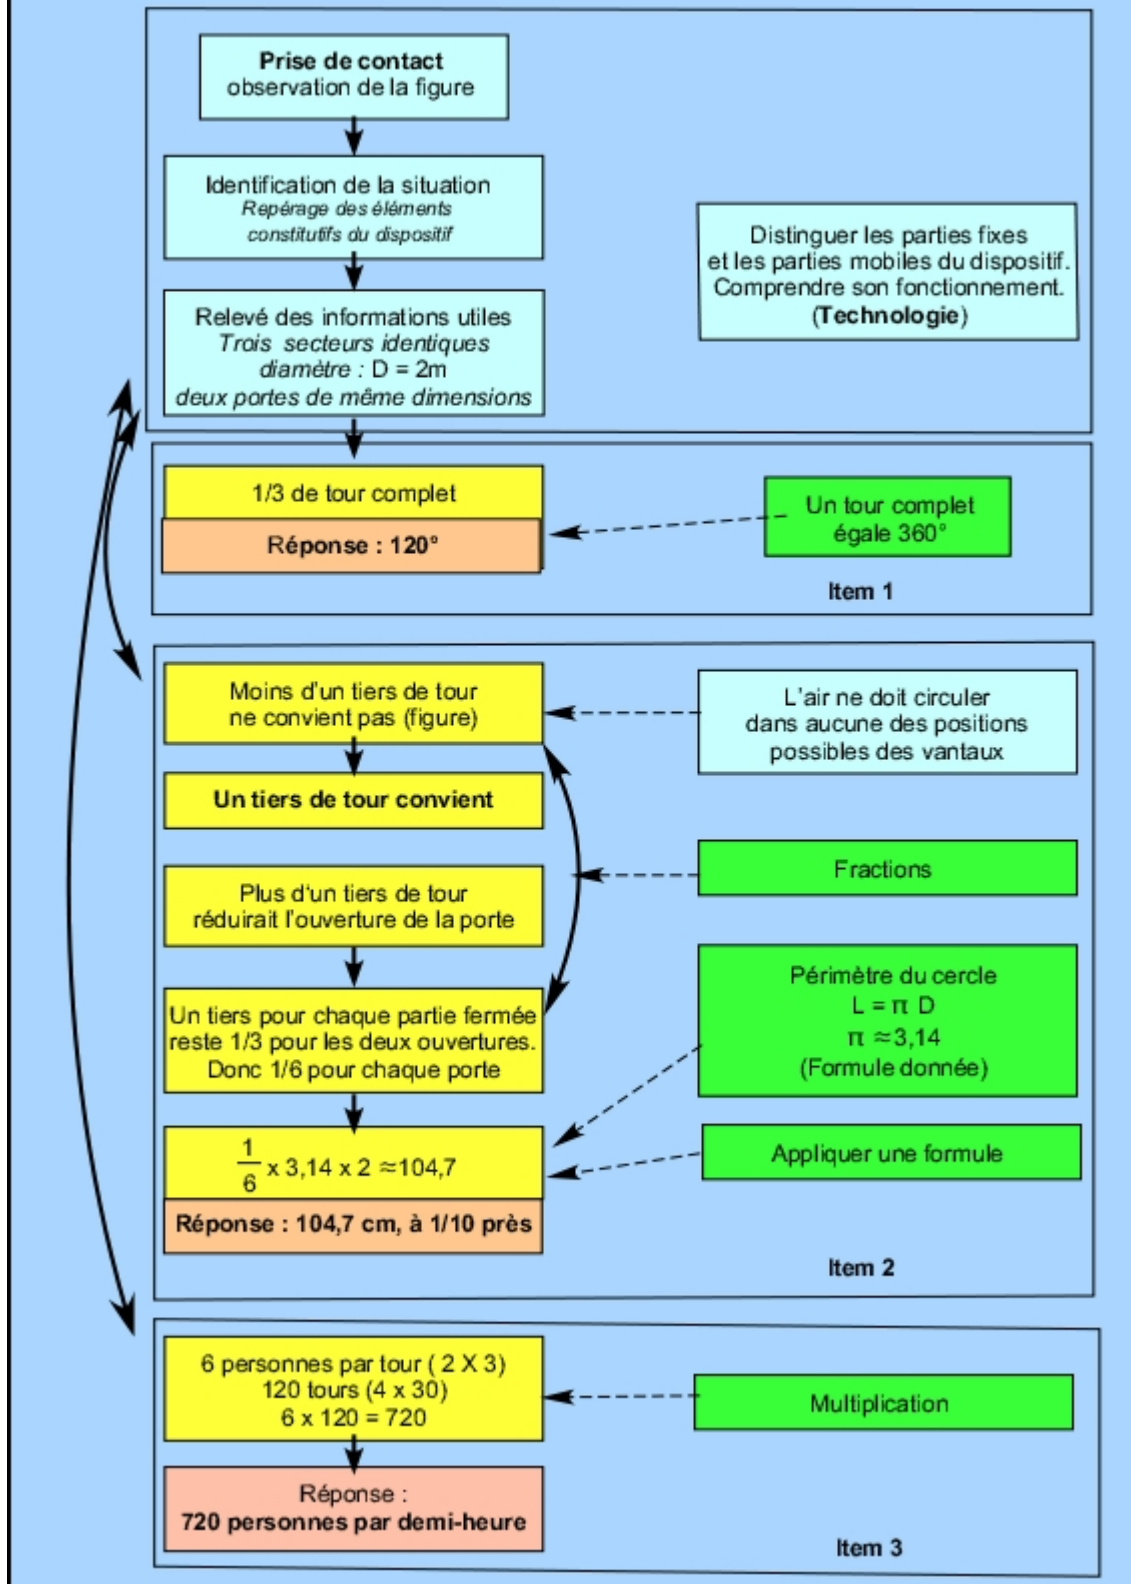 Prise de contact
observation de la figure
Identification de la situation
Repérage des éléments
constitutifs du dispositif
Distinguer les parties fixes
et les parties mobiles du dispositif.
Comprendre son fonctionnement.
(Technologie)
Relevé des informations utiles
Trois secteurs identiques
diamètre : D = 2m
deux portes de même dimensions
1/3 de tour complet
Réponse : 120°
Un tour complet
égale 360°
Item 1
Moins d'un tiers de tour
ne convient pas (figure)
L'air ne doit circuler
dans aucune des positions
possibles des vantaux
Un tiers de tour convient
Fractions
Plus d'un tiers de tour
réduirait l'ouverture de la porte
Un tiers pour chaque partie fermée
reste 1/3 pour les deux ouvertures.
Donc 1/6 pour chaque porte
Périmètre du cercle
L = π D
π ≈ 3,14
(Formule donnée)
1/6 x 3,14 x 2 ≈ 104,7
Réponse : 104,7 cm, à 1/10 près
Appliquer une formule
Item 2
6 personnes par tour ( 2 X 3)
120 tours (4 x 30)
6 x 120 = 720
Multiplication
Réponse :
720 personnes par demi-heure
Item 3